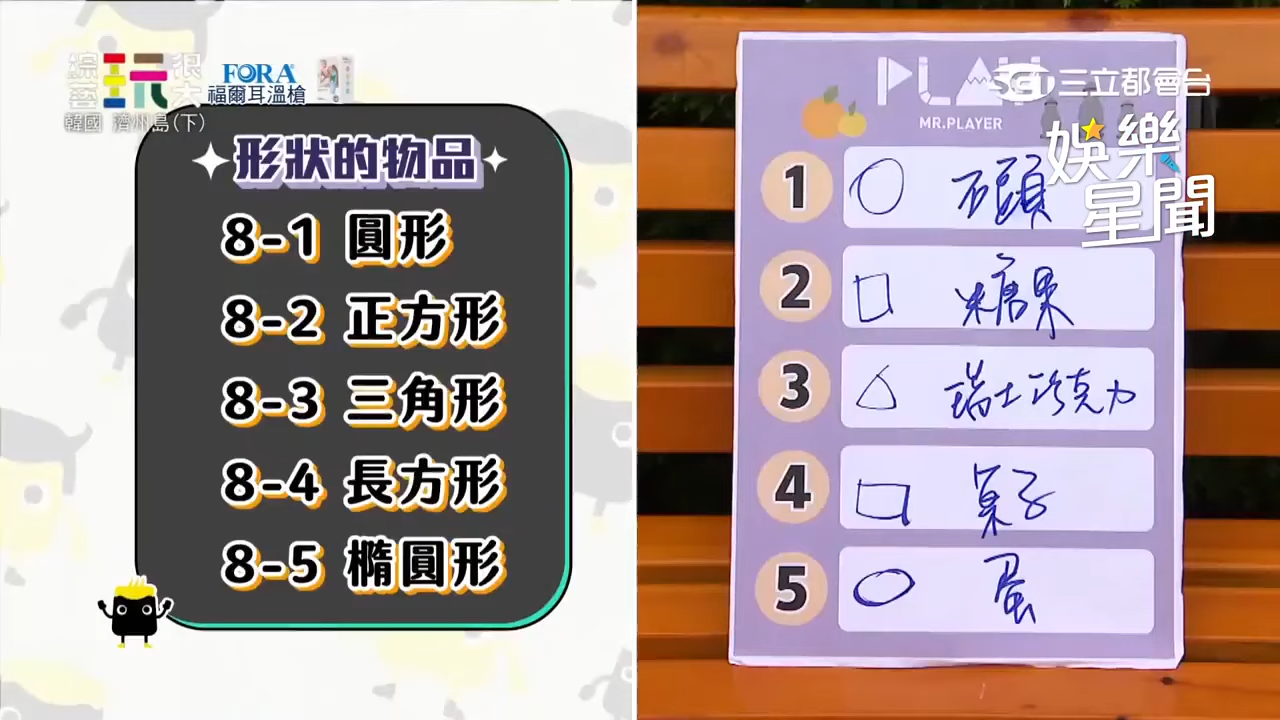 綜藝玩很大
FORA
福爾耳溫槍
韓國 濟州島(下)
形狀的物品
8-1 圓形
8-2 正方形
8-3 三角形
8-4 長方形
8-5 橢圓形
PLAY
MR.PLAYER
三立都會台
娛樂星聞
1 石頭
2 糖果
3 瑞士巧克力
4 桌子
5 蛋